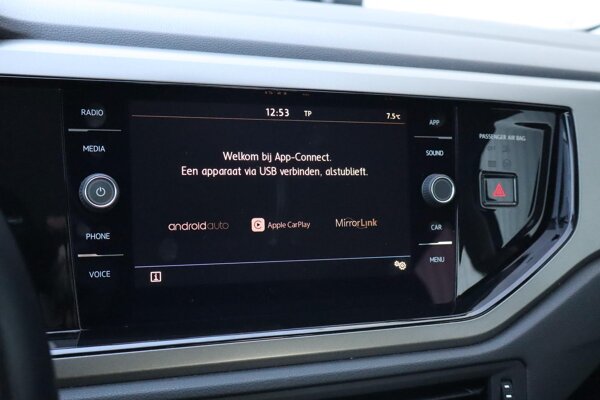 12:53 TP 7.5°C
RADIO
MEDIA
PHONE
VOICE
Welkom bij App-Connect.
Een apparaat via USB verbinden, alstublieft.
androidauto Apple CarPlay MirrorLink
APP
SOUND
CAR
MENU
PASSENGER AIR BAG